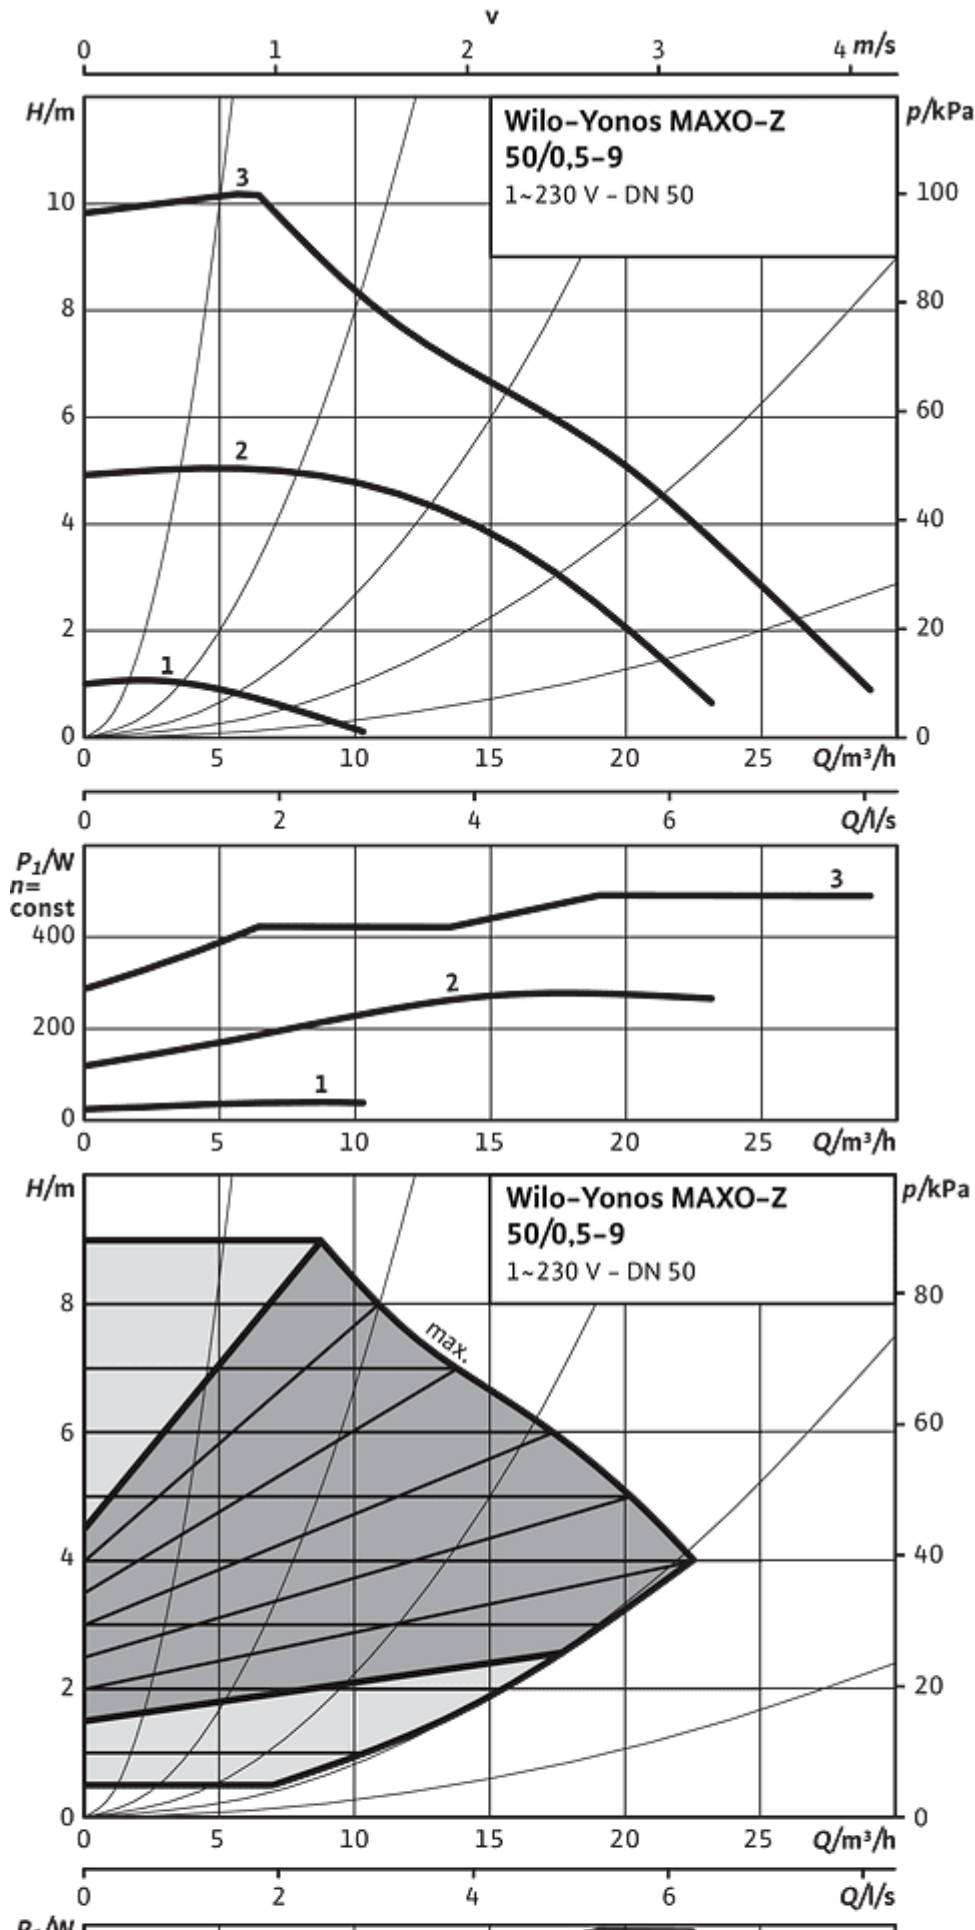 v
0 1 2 3 4 m/s
H/m
p/kPa
Wilo-Yonos MAXO-Z
50/0,5-9
1~230 V - DN 50
3
10
100
8
80
6
60
2
4
40
2
20
1
0
0
0 5 10 15 20 Q/m³/h
0 2 4 6 Q/l/s
P1/W
n=
const
3
400
2
200
1
0
0 5 10 15 20 25 Q/m³/h
H/m
p/kPa
Wilo-Yonos MAXO-Z
50/0,5-9
1~230 V - DN 50
8
80
max.
6
60
4
40
2
20
0
0
0 5 10 15 20 25 Q/m³/h
0 2 4 6 Q/l/s
P1/W